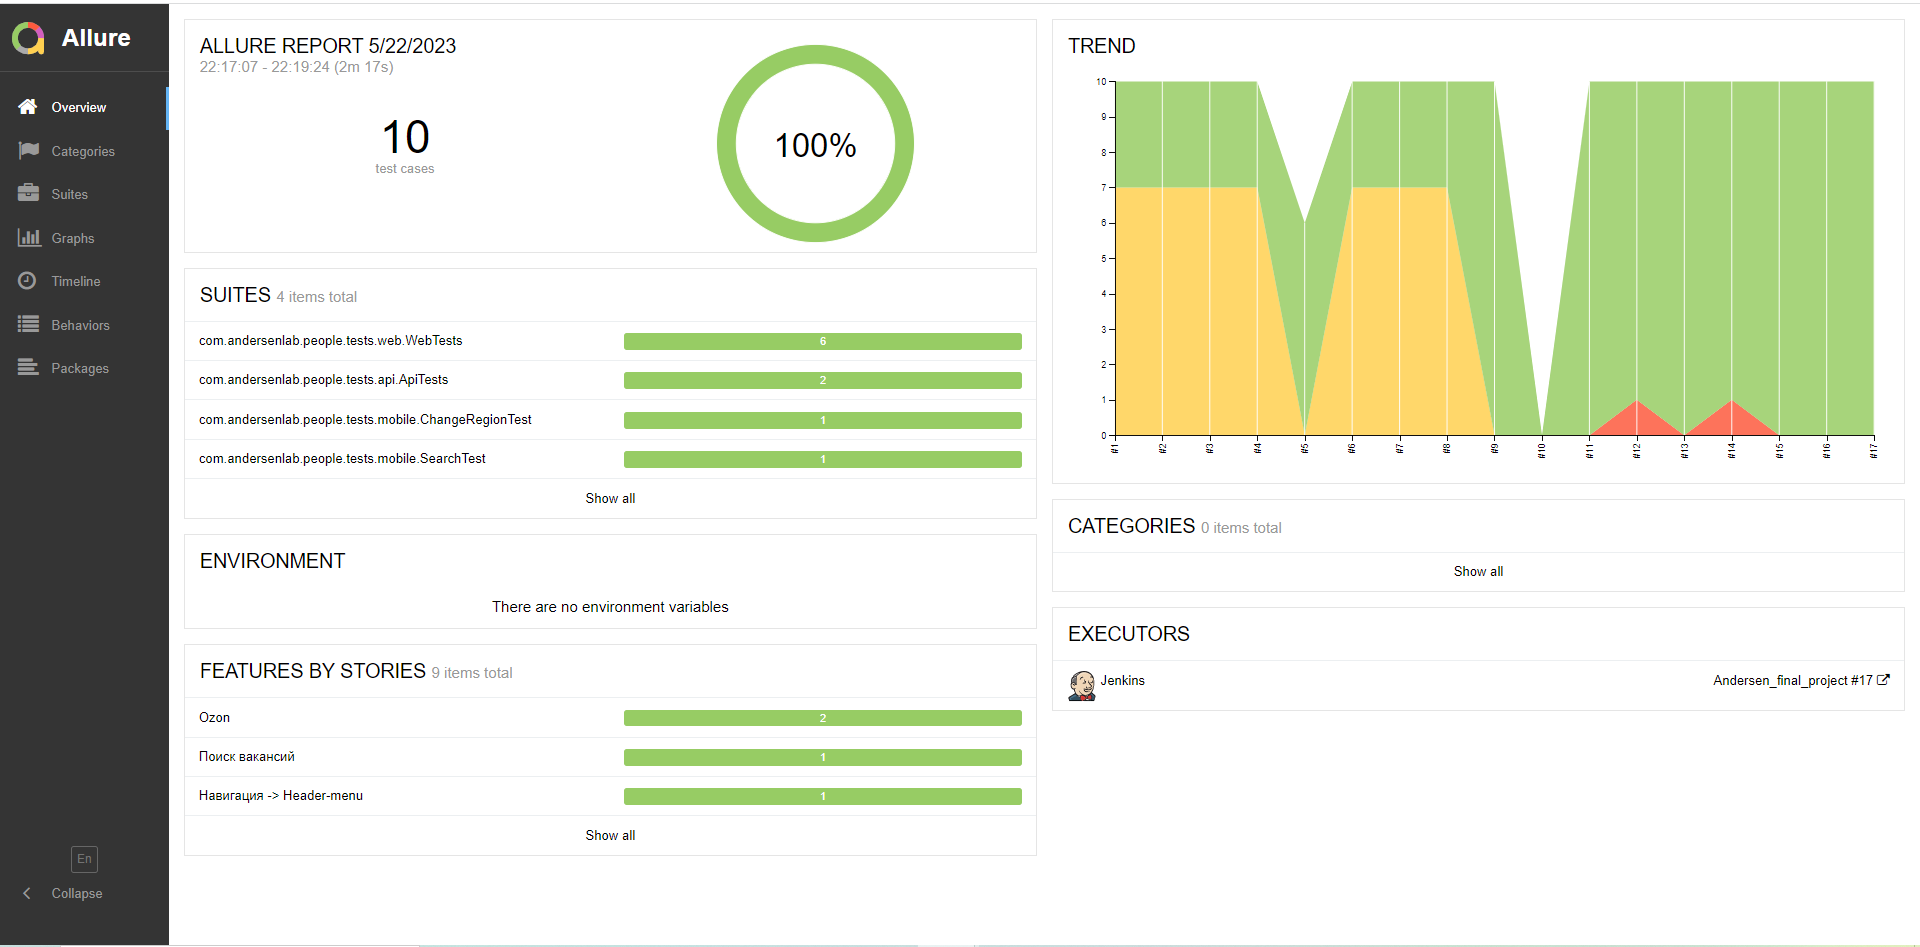 Allure
Overview
Categories
Suites
Graphs
Timeline
Behaviors
Packages
En
Collapse
ALLURE REPORT 5/22/2023
22:17:07 - 22:19:24 (2m 17s)
10
test cases
100%
SUITES 4 items total
com.andersenlab.people.tests.web.WebTests 6
com.andersenlab.people.tests.api.ApiTests 2
com.andersenlab.people.tests.mobile.ChangeRegionTest 1
com.andersenlab.people.tests.mobile.SearchTest 1
Show all
ENVIRONMENT
There are no environment variables
FEATURES BY STORIES 9 items total
Ozon 2
Поиск вакансий 1
Навигация -> Header-menu 1
Show all
TREND
10
9
8
7
6
5
4
3
2
1
0
#1 #2 #3 #4 #5 #6 #7 #8 #9 #10 #11 #12 #13 #14 #15 #16 #17
CATEGORIES 0 items total
Show all
EXECUTORS
Jenkins Andersen_final_project #17